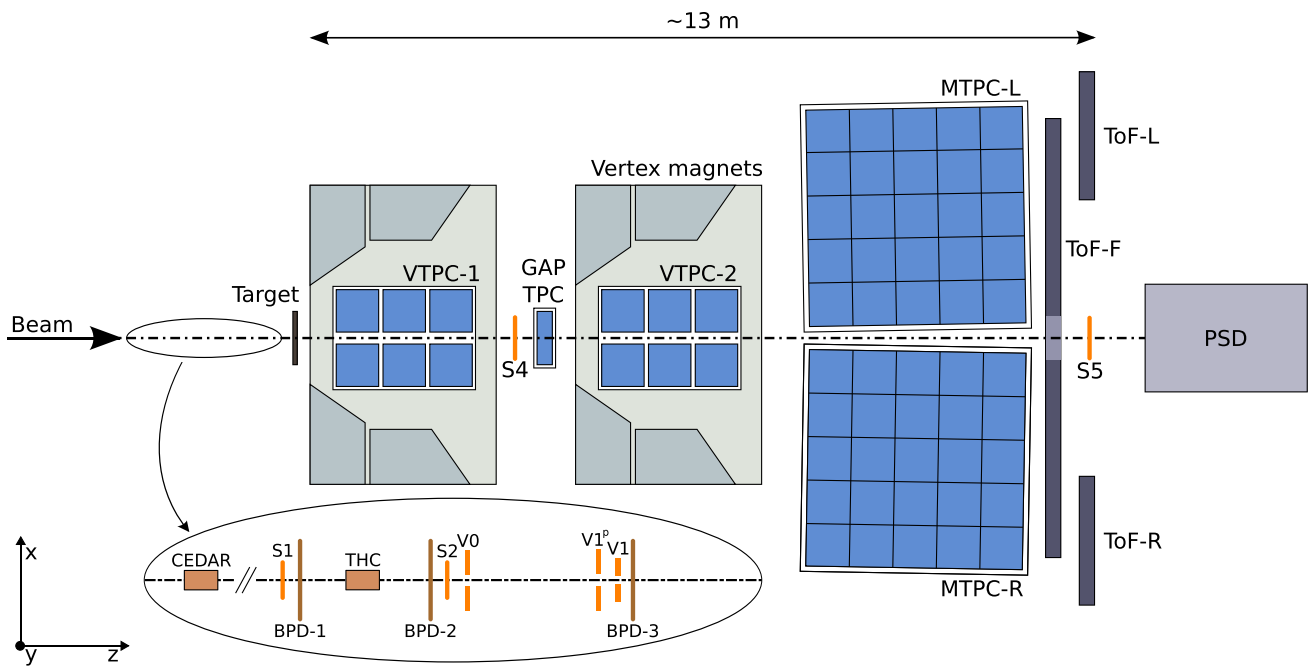 ~13 m
MTPC-L
ToF-L
Vertex magnets
ToF-F
VTPC-1
GAP
TPC
VTPC-2
Target
Beam
PSD
S4
S5
CEDAR
S1
THC
S2
V0
V1p
V1
BPD-1
BPD-2
BPD-3
MTPC-R
ToF-R
x
y
z